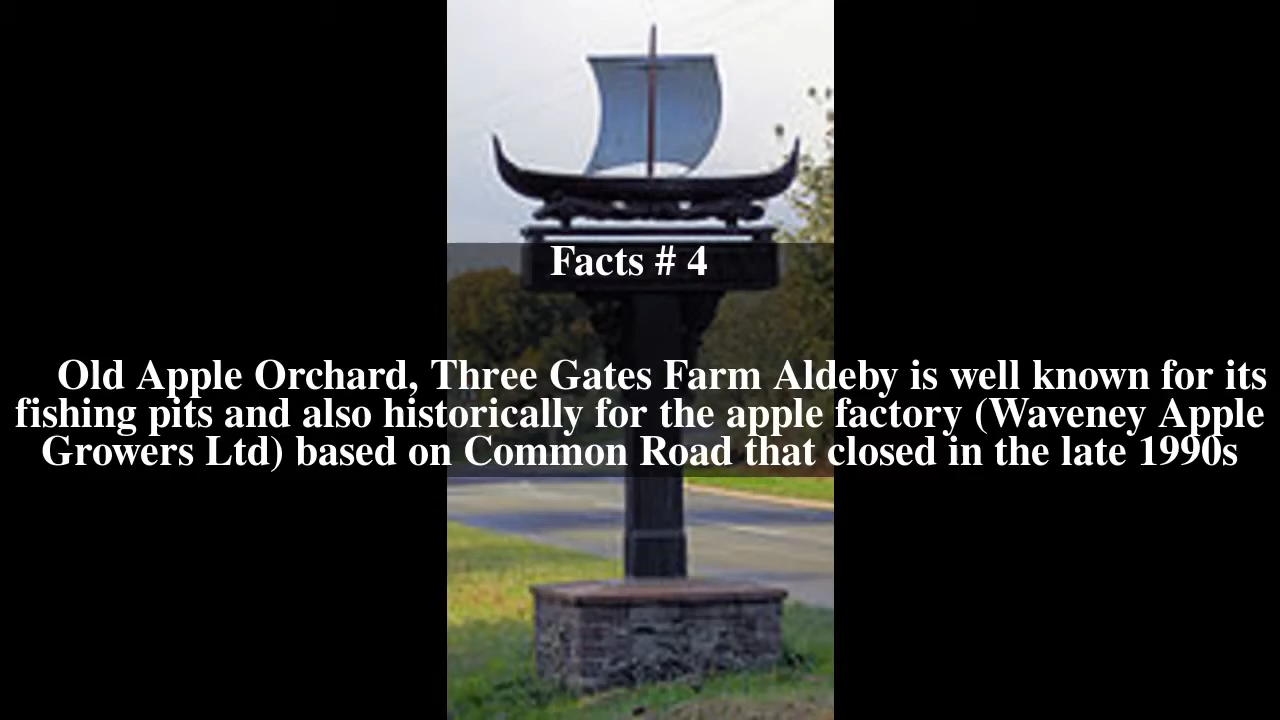 Facts # 4
Old Apple Orchard, Three Gates Farm Aldeby is well known for its
fishing pits and also historically for the apple factory (Waveney Apple
Growers Ltd) based on Common Road that closed in the late 1990s